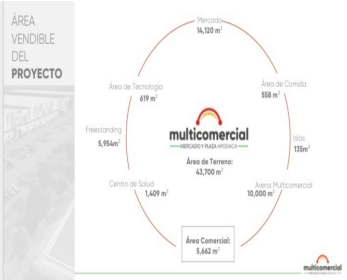 ÁREA
VENDIBLE
DEL
PROYECTO
Mercado
14,120 m²
Área de Tecnología
619 m²
Área de Comida
558 m²
Freestanding
5,954m²
multicomercial
MERCADO Y PLAZA APODACA
Área de Terreno:
43,700 m²
Islas
135m²
Centro de Salud
1,409 m²
Arena Multicomercial
10,000 m²
Área Comercial:
5,662 m²
multicomercial